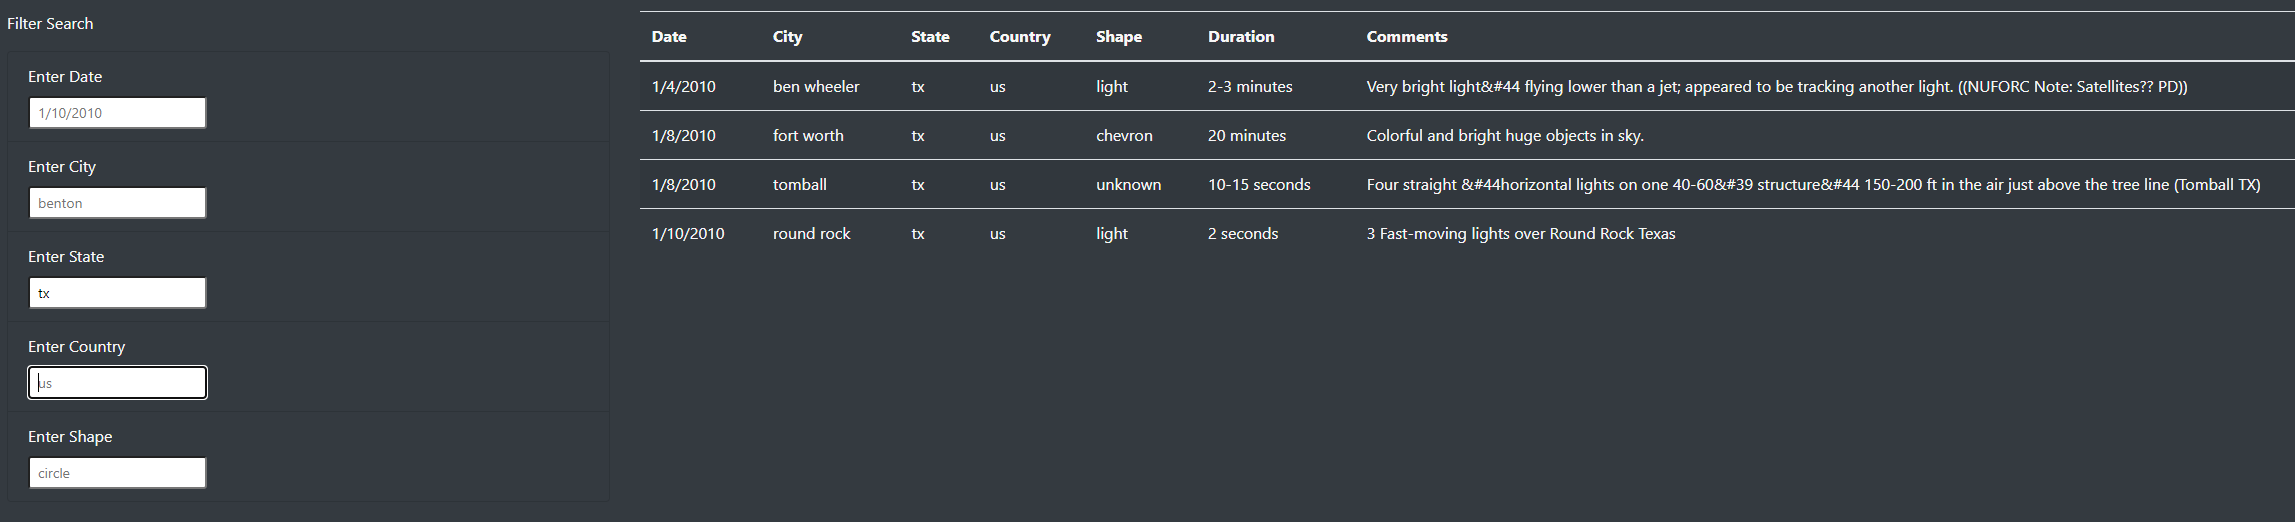 Filter Search
Enter Date
1/10/2010
Enter City
benton
Enter State
tx
Enter Country
us
Enter Shape
circle
Date City State Country Shape Duration Comments
1/4/2010 ben wheeler tx us light 2-3 minutes Very bright light&#44 flying lower than a jet; appeared to be tracking another light. ((NUFORC Note: Satellites?? PD))
1/8/2010 fort worth tx us chevron 20 minutes Colorful and bright huge objects in sky.
1/8/2010 tomball tx us unknown 10-15 seconds Four straight &#44horizontal lights on one 40-60&#39 structure&#44 150-200 ft in the air just above the tree line (Tomball TX)
1/10/2010 round rock tx us light 2 seconds 3 Fast-moving lights over Round Rock Texas